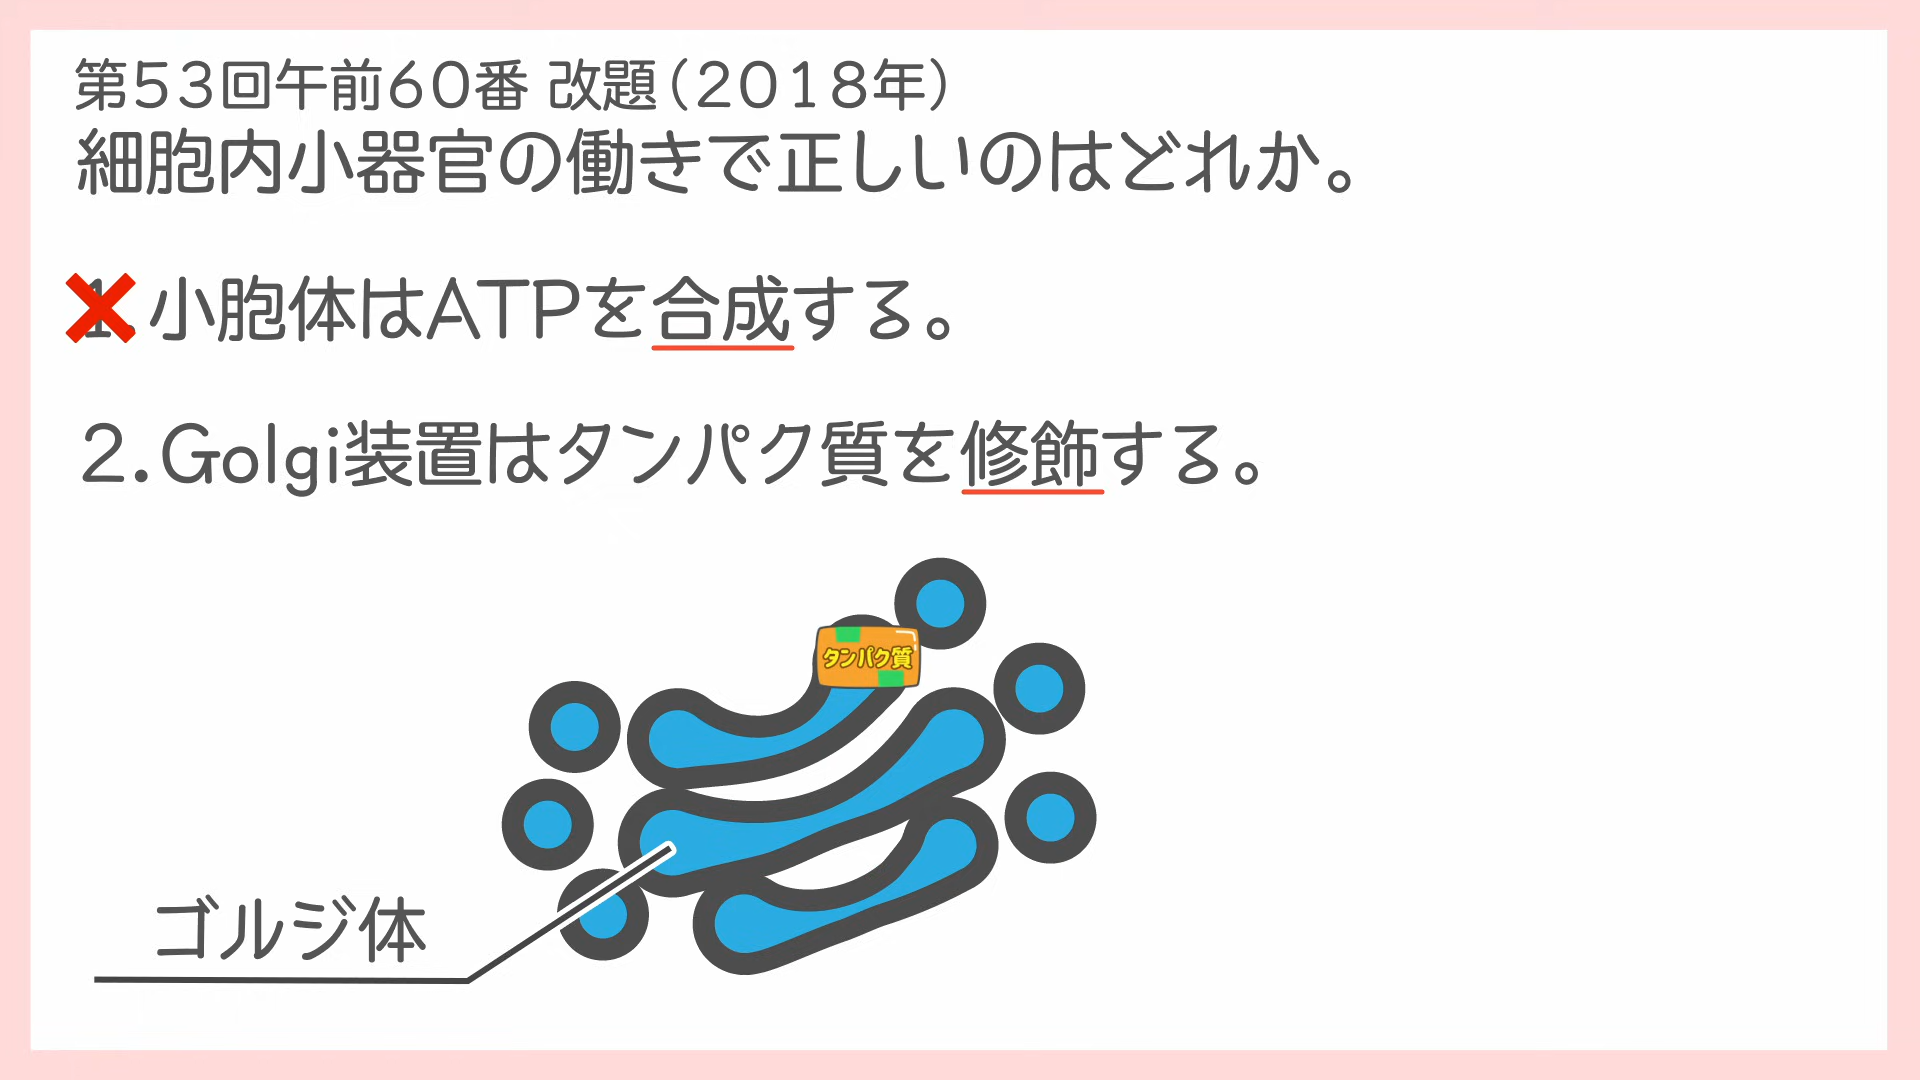 第53回午前60番 改題(2018年)
細胞内小器官の働きで正しいのはどれか。
1.小胞体はATPを合成する。
2.Golgi装置はタンパク質を修飾する。
タンパク質
ゴルジ体